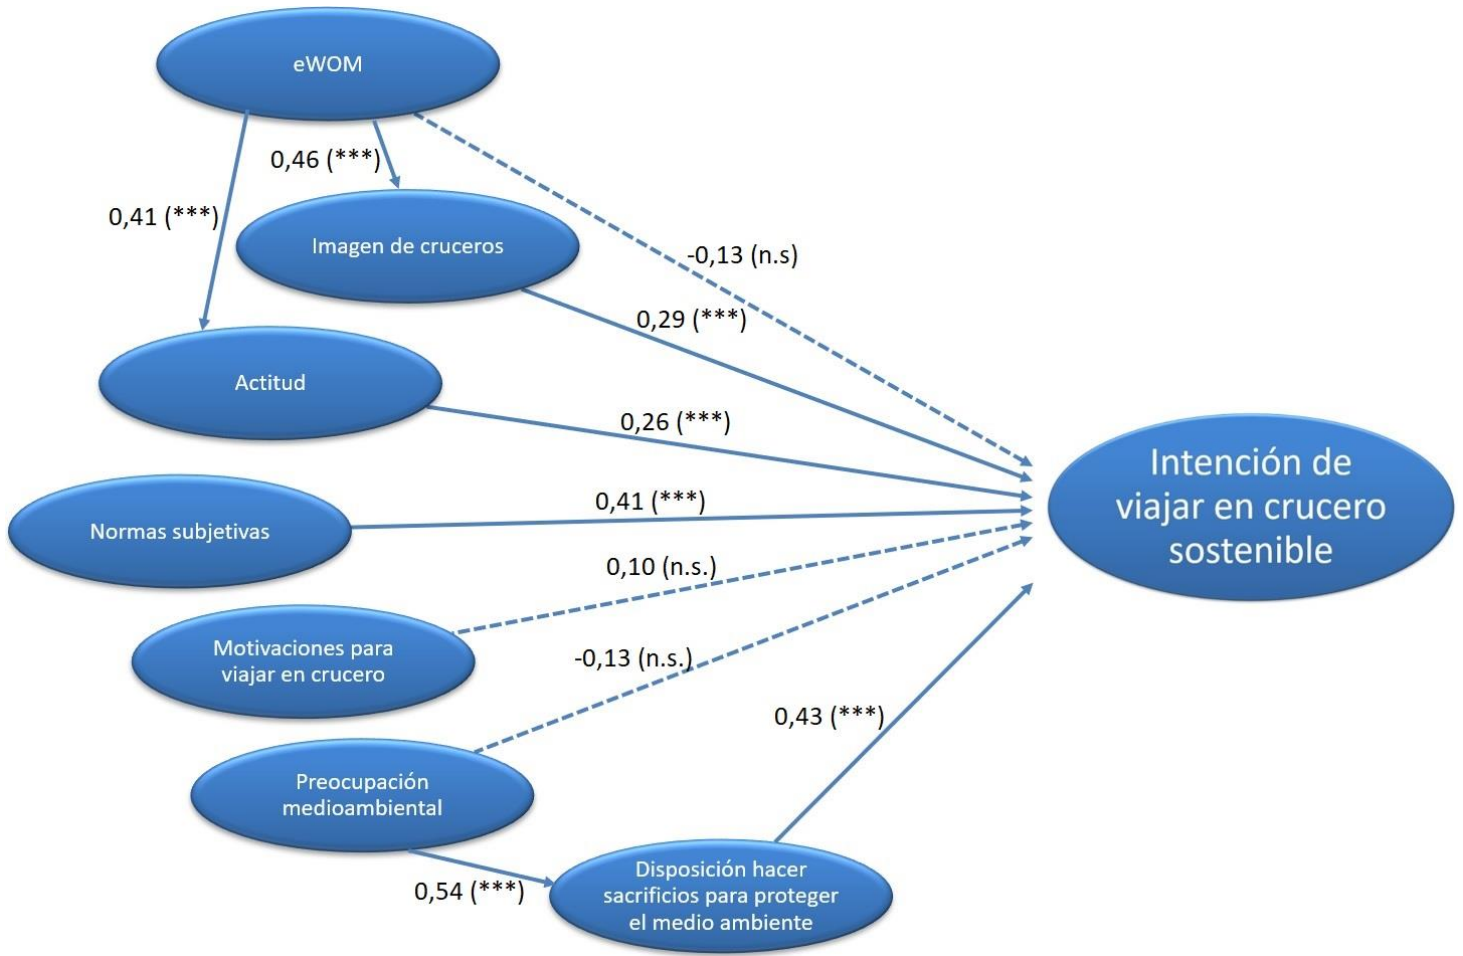 eWOM
0,46 (***)
0,41 (***)
Imagen de cruceros
-0,13 (n.s)
0,29 (***)
Actitud
0,26 (***)
Intención de
viajar en crucero
sostenible
Normas subjetivas
0,41 (***)
0,10 (n.s.)
Motivaciones para
viajar en crucero
-0,13 (n.s.)
0,43 (***)
Preocupación
medioambiental
0,54 (***)
Disposición hacer
sacrificios para proteger
el medio ambiente